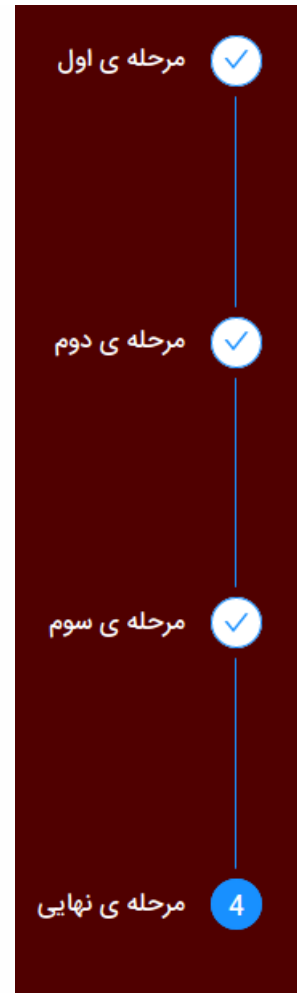 مرحله ی اول
مرحله ی دوم
مرحله ی سوم
4 مرحله ی نهایی